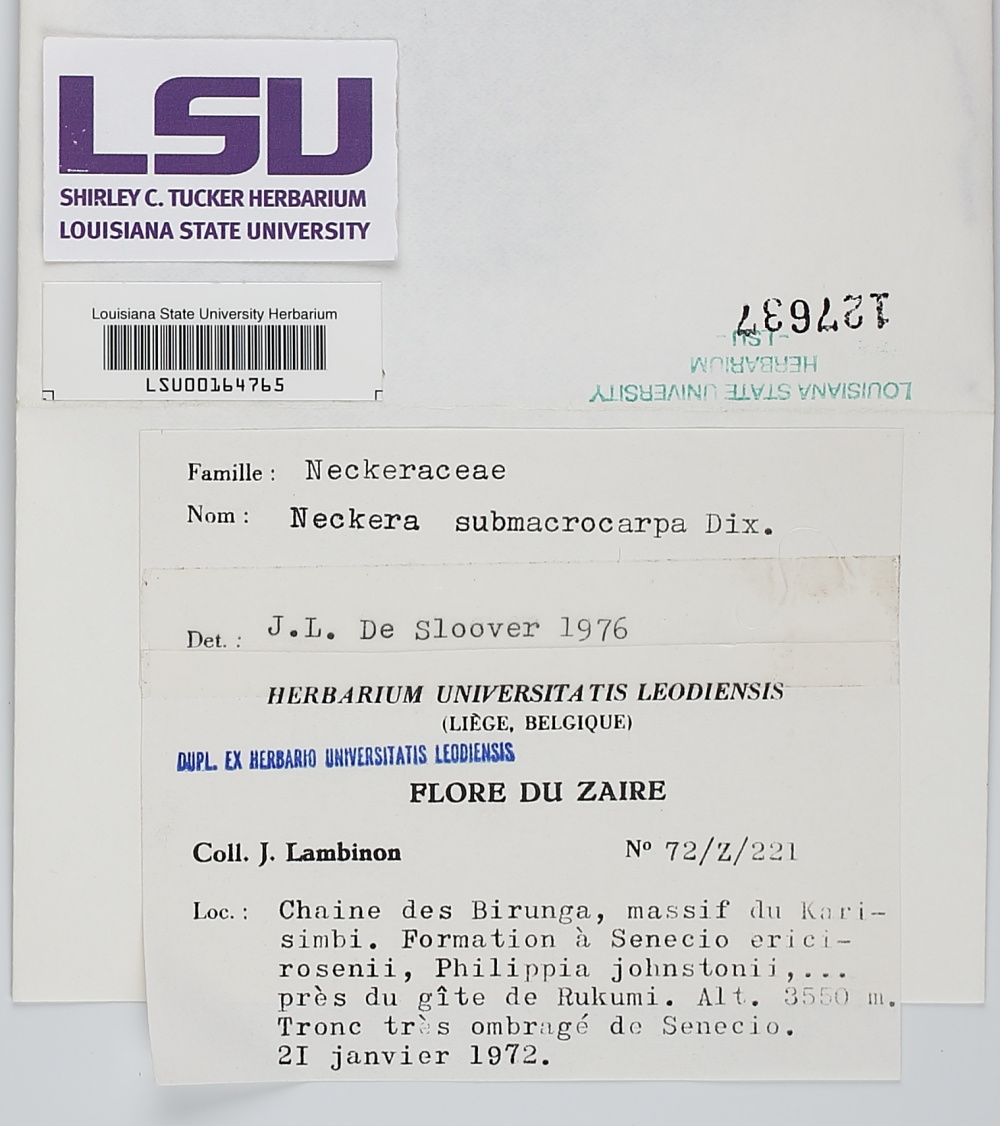 LSU
SHIRLEY C. TUCKER HERBARIUM
LOUISIANA STATE UNIVERSITY
Louisiana State University Herbarium
LSU00164765
127637
-LSU-
HERBARIUM
LOUISIANA STATE UNIVERSITY
Famille : Neckeraceae
Nom : Neckera submacrocarpa Dix.
Det. : J.L. De Sloover 1976
HERBARIUM UNIVERSITATIS LEODIENSIS
(LIÈGE, BELGIQUE)
DUPL. EX HERBARIO UNIVERSITATIS LEODIENSIS
FLORE DU ZAIRE
Coll. J. Lambinon Nº 72/Z/221
Loc. : Chaine des Birunga, massif du Kari-
simbi. Formation à Senecio erici-
rosenii, Philippia johnstonii,...
près du gîte de Rukumi. Alt. 3550 m.
Tronc très ombragé de Senecio.
2I janvier 1972.